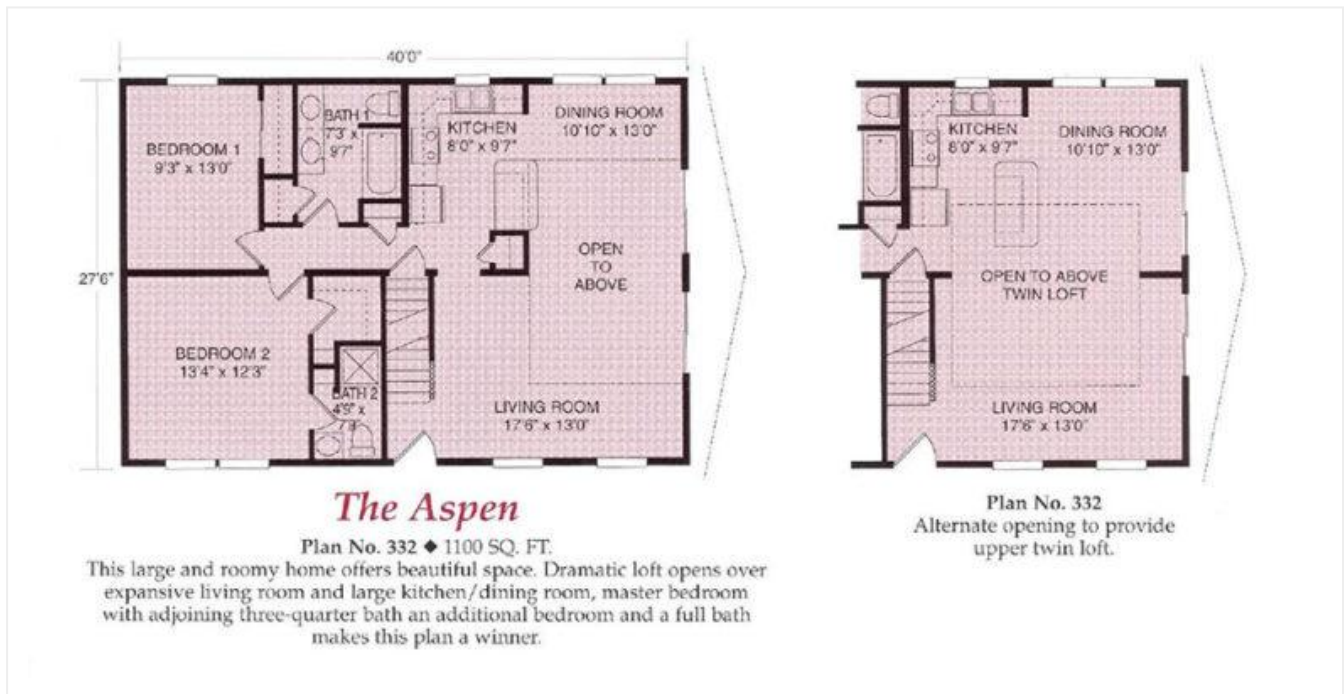 40'0"
27'6"
BEDROOM 1
9'3" x 13'0"
BATH 1
7'3" x
9'7"
KITCHEN
8'0" x 9'7"
DINING ROOM
10'10" x 13'0"
OPEN
TO
ABOVE
BEDROOM 2
13'4" x 12'3"
BATH 2
4'9" x
LIVING ROOM
17'6" x 13'0"
The Aspen
Plan No. 332 ◆ 1100 SQ. FT.
This large and roomy home offers beautiful space. Dramatic loft opens over
expansive living room and large kitchen/dining room, master bedroom
with adjoining three-quarter bath an additional bedroom and a full bath
makes this plan a winner.
KITCHEN
8'0" x 9'7"
DINING ROOM
10'10" x 13'0"
OPEN TO ABOVE
TWIN LOFT
LIVING ROOM
17'6" x 13'0"
Plan No. 332
Alternate opening to provide
upper twin loft.